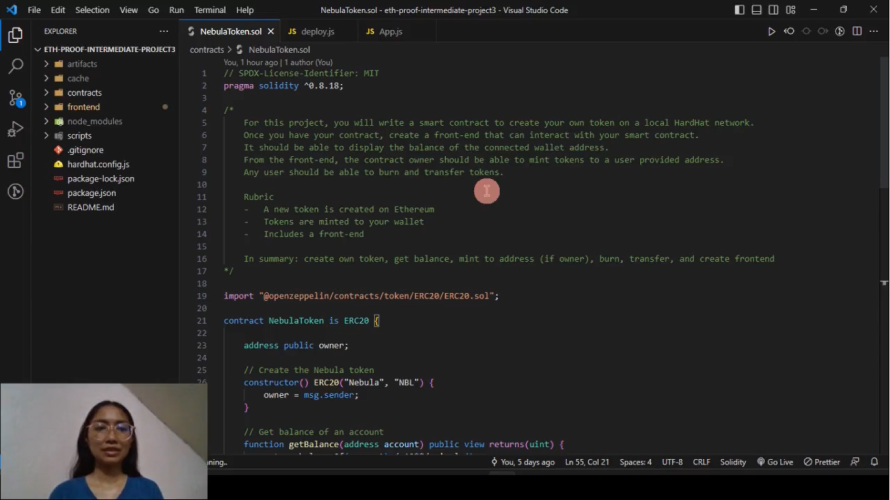 File Edit Selection View Go Run Terminal Help
NebulaToken.sol - eth-proof-intermediate-project3 - Visual Studio Code
EXPLORER
ETH-PROOF-INTERMEDIATE-PROJECT3
artifacts
cache
contracts
frontend
node_modules
scripts
.gitignore
hardhat.config.js
package-lock.json
package.json
README.md
1
NebulaToken.sol deploy.js App.js
contracts > NebulaToken.sol
You, 1 hour ago | 1 author (You)
1 // SPDX-License-Identifier: MIT
2 pragma solidity ^0.8.18;
3
4 /*
5 For this project, you will write a smart contract to create your own token on a local HardHat network.
6 Once you have your contract, create a front-end that can interact with your smart contract.
7 It should be able to display the balance of the connected wallet address.
8 From the front-end, the contract owner should be able to mint tokens to a user provided address.
9 Any user should be able to burn and transfer tokens.
10
11 Rubric
12 - A new token is created on Ethereum
13 - Tokens are minted to your wallet
14 - Includes a front-end
15
16 In summary: create own token, get balance, mint to address (if owner), burn, transfer, and create frontend
17 */
18
19 import "@openzeppelin/contracts/token/ERC20/ERC20.sol";
20
21 contract NebulaToken is ERC20 {
22
23 address public owner;
24
25 // Create the Nebula token
26 constructor() ERC20("Nebula", "NBL") {
owner = msg.sender;
}
// Get balance of an account
function getBalance(address account) public view returns(uint) {
You, 5 days ago Ln 55, Col 21 Spaces: 4 UTF-8 CRLF Solidity Go Live Prettier